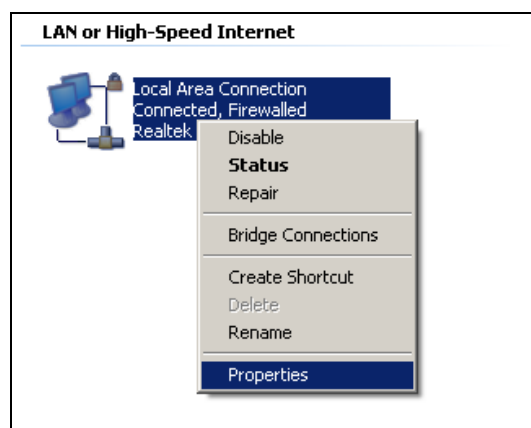 LAN or High-Speed Internet
Local Area Connection
Connected, Firewalled
Realtek
Disable
Status
Repair
Bridge Connections
Create Shortcut
Delete
Rename
Properties